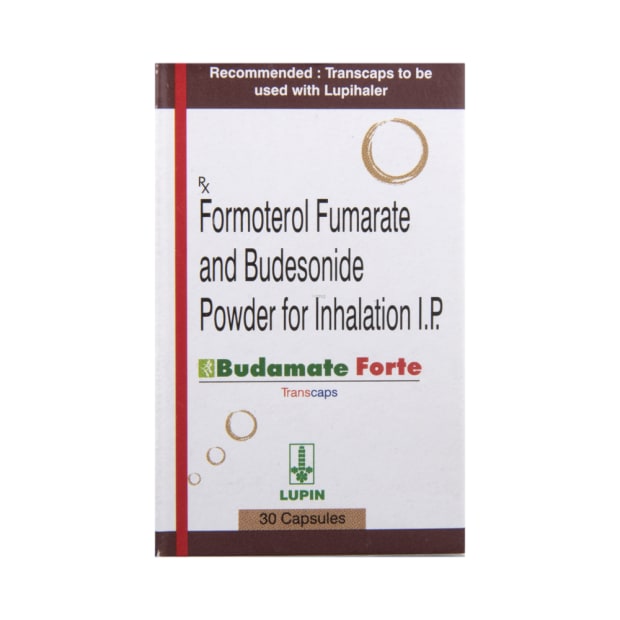 Recommended : Transcaps to be
used with Lupihaler
Rx
Formoterol Fumarate
and Budesonide
Powder for Inhalation I.P.
Budamate Forte
Transcaps
LUPIN
30 Capsules